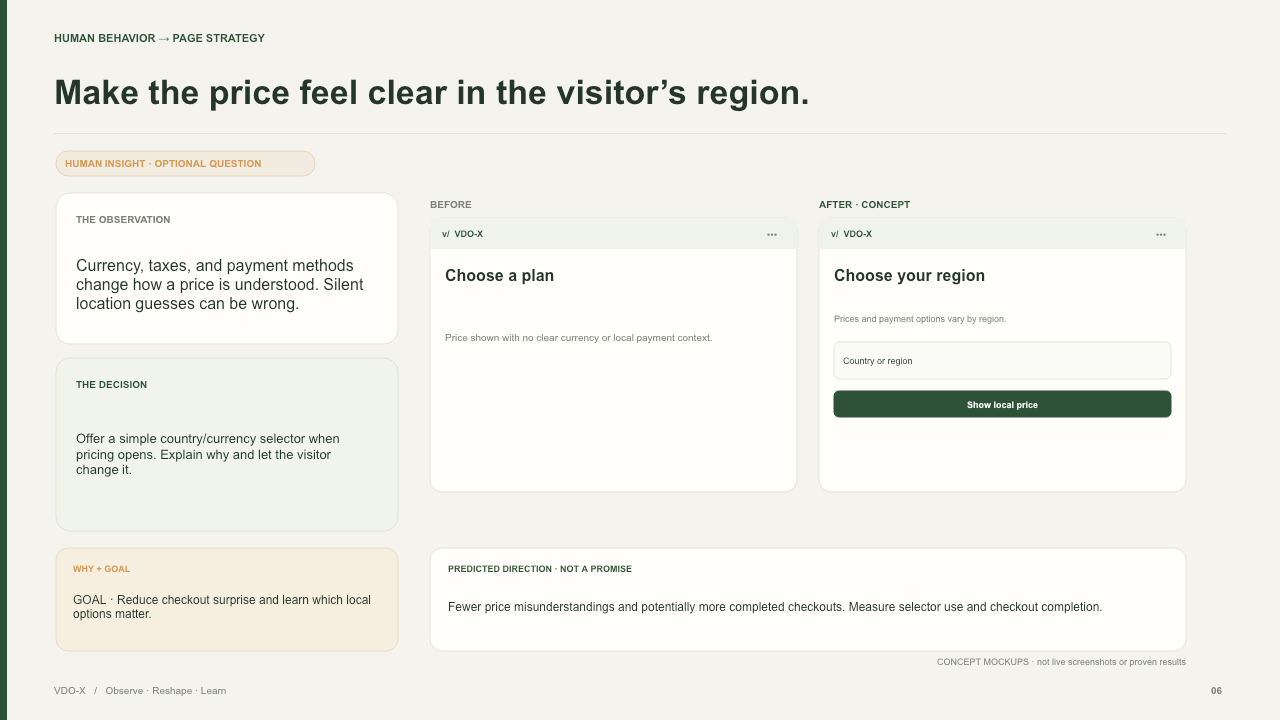 HUMAN BEHAVIOR → PAGE STRATEGY
Make the price feel clear in the visitor’s region.
HUMAN INSIGHT · OPTIONAL QUESTION
THE OBSERVATION
Currency, taxes, and payment methods
change how a price is understood. Silent
location guesses can be wrong.
THE DECISION
Offer a simple country/currency selector when
pricing opens. Explain why and let the visitor
change it.
WHY + GOAL
GOAL · Reduce checkout surprise and learn which local
options matter.
BEFORE
v/ VDO-X •••
Choose a plan
Price shown with no clear currency or local payment context.
AFTER · CONCEPT
v/ VDO-X •••
Choose your region
Prices and payment options vary by region.
Country or region
Show local price
PREDICTED DIRECTION · NOT A PROMISE
Fewer price misunderstandings and potentially more completed checkouts. Measure selector use and checkout completion.
CONCEPT MOCKUPS · not live screenshots or proven results
VDO-X / Observe · Reshape · Learn
06